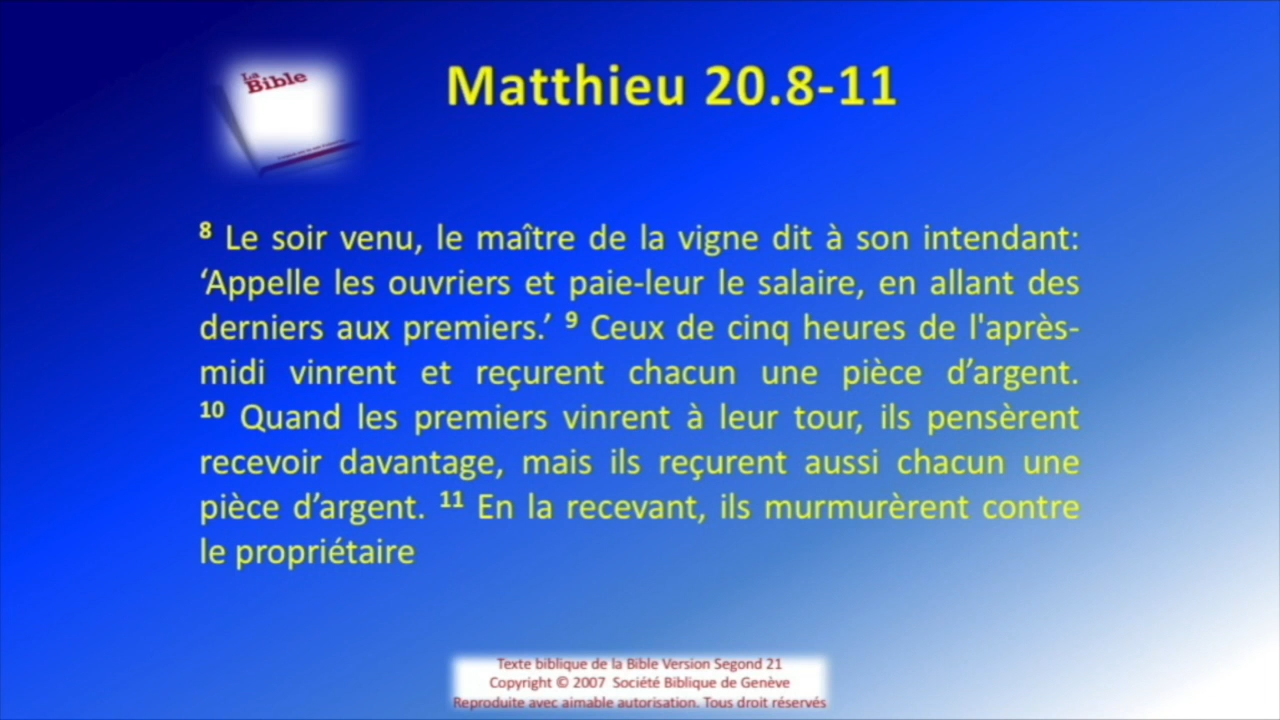 La
Bible
Matthieu 20.8-11
8 Le soir venu, le maître de la vigne dit à son intendant:
‘Appelle les ouvriers et paie-leur le salaire, en allant des
derniers aux premiers.’ 9 Ceux de cinq heures de l'après-
midi vinrent et reçurent chacun une pièce d’argent.
10 Quand les premiers vinrent à leur tour, ils pensèrent
recevoir davantage, mais ils reçurent aussi chacun une
pièce d’argent. 11 En la recevant, ils murmurèrent contre
le propriétaire
Texte biblique de la Bible Version Segond 21
Copyright © 2007 Société Biblique de Genève
Reproduite avec aimable autorisation. Tous droit réservés